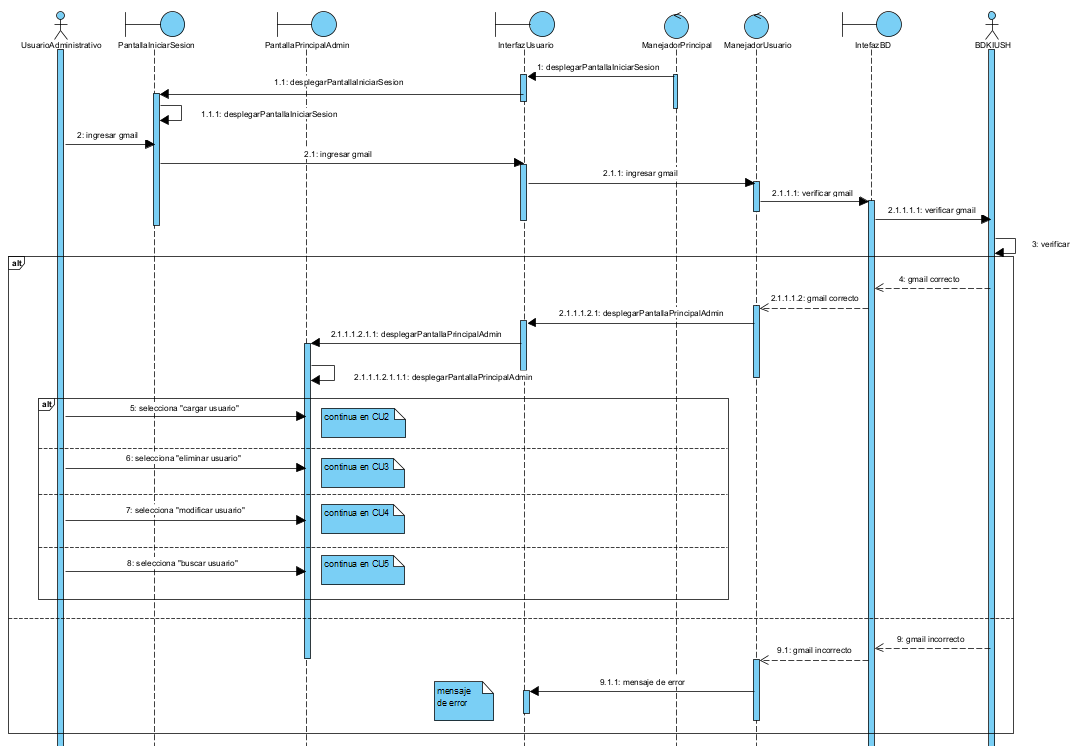 UsuarioAdministrativo
PantallaIniciarSesion
PantallaPrincipalAdmin
InterfazUsuario
ManejadorPrincipal
ManejadorUsuario
IntefazBD
BDKIUSH
1: desplegarPantallaIniciarSesion
1.1: desplegarPantallaIniciarSesion
1.1.1: desplegarPantallaIniciarSesion
2: ingresar gmail
2.1: ingresar gmail
2.1.1: ingresar gmail
2.1.1.1: verificar gmail
2.1.1.1.1: verificar gmail
3: verificar
alt
4: gmail correcto
2.1.1.1.2: gmail correcto
2.1.1.1.2.1: desplegarPantallaPrincipalAdmin
2.1.1.1.2.1.1: desplegarPantallaPrincipalAdmin
2.1.1.1.2.1.1.1: desplegarPantallaPrincipalAdmin
alt
5: selecciona "cargar usuario"
continua en CU2
6: selecciona "eliminar usuario"
continua en CU3
7: selecciona "modificar usuario"
continua en CU4
8: selecciona "buscar usuario"
continua en CU5
9: gmail incorrecto
9.1: gmail incorrecto
9.1.1: mensaje de error
mensaje
de error